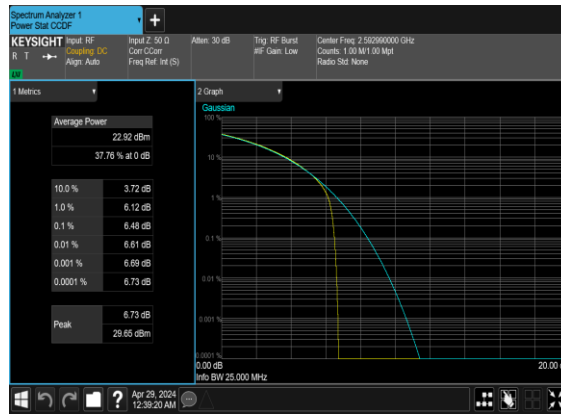 Spectrum Analyzer 1
Power Stat CCDF
KEYSIGHT
R T
LV
Input: RF
Coupling: DC
Align: Auto
Input Z: 50 Ω
Corr CCorr
Freq Ref: Int (S)
Atten: 30 dB
Trig: RF Burst
#IF Gain: Low
Center Freq: 2.592990000 GHz
Counts: 1.00 M/1.00 Mpt
Radio Std: None
1 Metrics
Average Power
22.92 dBm
37.76 % at 0 dB
10.0 % 3.72 dB
1.0 % 6.12 dB
0.1 % 6.48 dB
0.01 % 6.61 dB
0.001 % 6.69 dB
0.0001 % 6.73 dB
Peak
6.73 dB
29.65 dBm
2 Graph
Gaussian
100 %
10 %
1 %
0.1 %
0.01 %
0.001 %
0.0001 %
0.00 dB
20.00
Info BW 25.000 MHz
?
Apr 29, 2024
12:39:20 AM